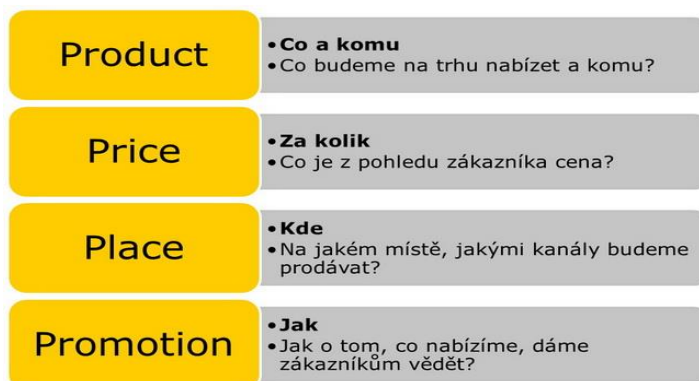 Product
• Co a komu
• Co budeme na trhu nabízet a komu?
Price
• Za kolik
• Co je z pohledu zákazníka cena?
Place
• Kde
• Na jakém místě, jakými kanály budeme
prodávat?
Promotion
• Jak
• Jak o tom, co nabízíme, dáme
zákazníkům vědět?